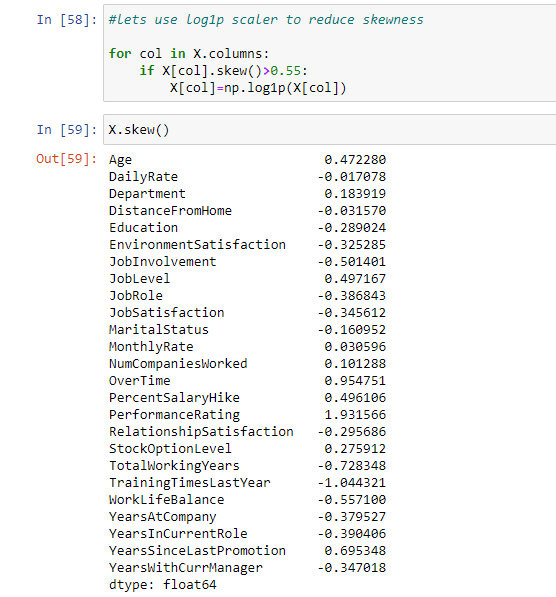 In [58]: #Lets use log1p scaler to reduce skewness
for col in X.columns:
    if X[col].skew()>0.55:
        X[col]=np.log1p(X[col])
In [59]: X.skew()
Out[59]: Age                         0.472280
DailyRate                  -0.017078
Department                  0.183919
DistanceFromHome           -0.031570
Education                  -0.289024
EnvironmentSatisfaction    -0.325285
JobInvolvement             -0.501401
JobLevel                    0.497167
JobRole                    -0.386843
JobSatisfaction            -0.345612
MaritalStatus              -0.160952
MonthlyRate                 0.030596
NumCompaniesWorked          0.101288
OverTime                    0.954751
PercentSalaryHike           0.496106
PerformanceRating           1.931566
RelationshipSatisfaction   -0.295686
StockOptionLevel            0.275912
TotalWorkingYears          -0.728348
TrainingTimesLastYear      -1.044321
WorkLifeBalance            -0.557100
YearsAtCompany             -0.379527
YearsInCurrentRole         -0.390406
YearsSinceLastPromotion     0.695348
YearsWithCurrManager       -0.347018
dtype: float64